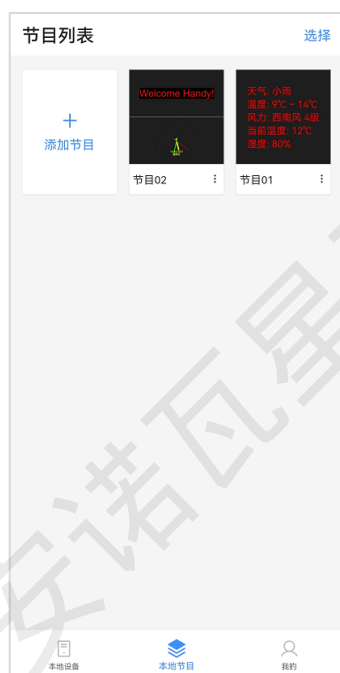 节目列表 选择
添加节目
Welcome Handy!
节目02
天气: 小雨
温度: 9℃ ~ 14℃
风力: 西南风 4级
当前温度: 12℃
湿度: 80%
节目01
本地设备 本地节目 我的
安诺瓦星